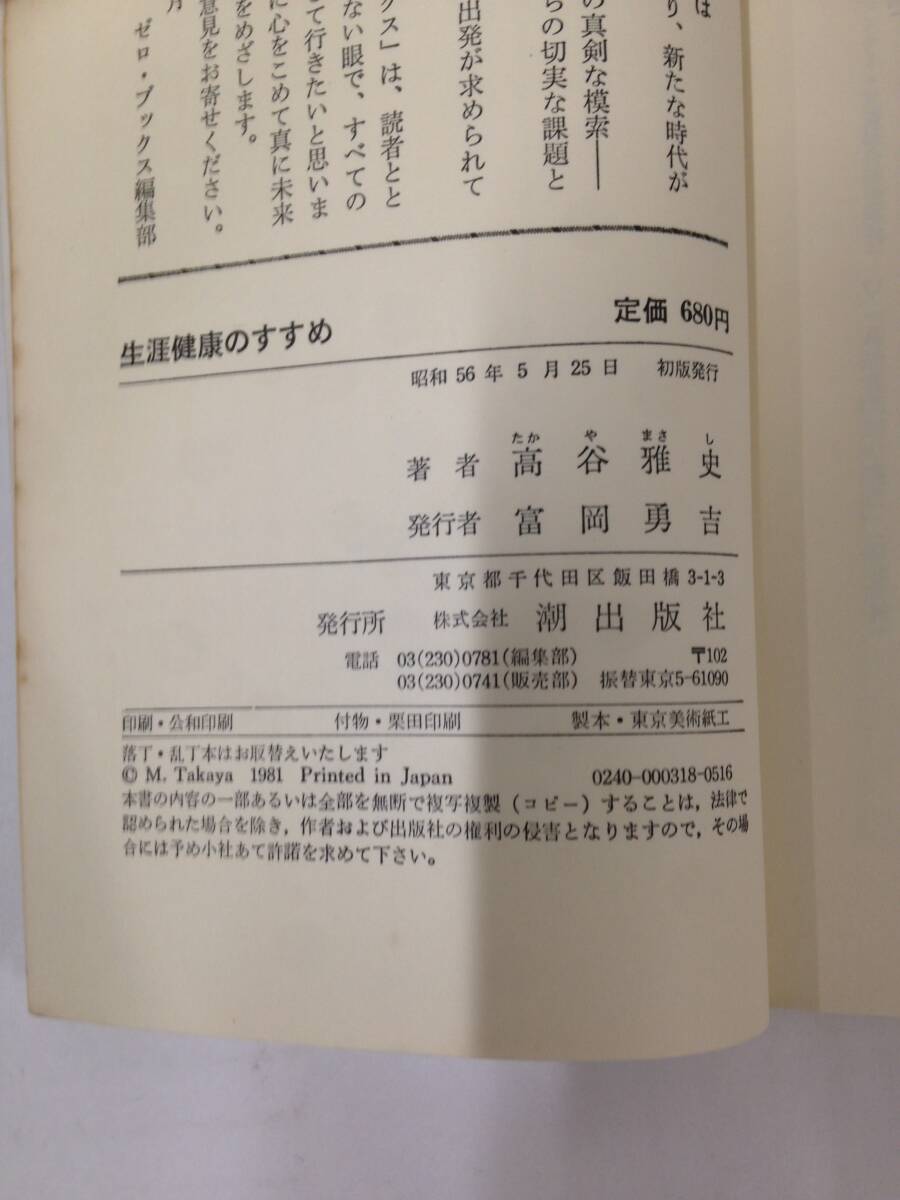 は
り、新たな時代が
の真剣な模索――
らの切実な課題と
出発が求められて
クス」は、読者とと
ない眼で、すべての
して行きたいと思いま
に心をこめて真に未来
をめざします。
意見をお寄せください。
月
ゼロ・ブックス編集部
生涯健康のすすめ 定価 680円
昭和 56 年 5 月 25 日 初版発行
たか や まさ し
著者 高谷雅史
発行者 富岡勇吉
東京都千代田区飯田橋 3-1-3
発行所 株式会社 潮出版社
電話 03(230)0781(編集部) 〒102
03(230)0741(販売部) 振替東京5-61090
印刷・公和印刷 付物・栗田印刷 製本・東京美術紙工
落丁・乱丁本はお取替えいたします
© M. Takaya 1981 Printed in Japan 0240-000318-0516
本書の内容の一部あるいは全部を無断で複写複製(コピー)することは，法律で
認められた場合を除き，作者および出版社の権利の侵害となりますので，その場
合には予め小社あて許諾を求めて下さい。